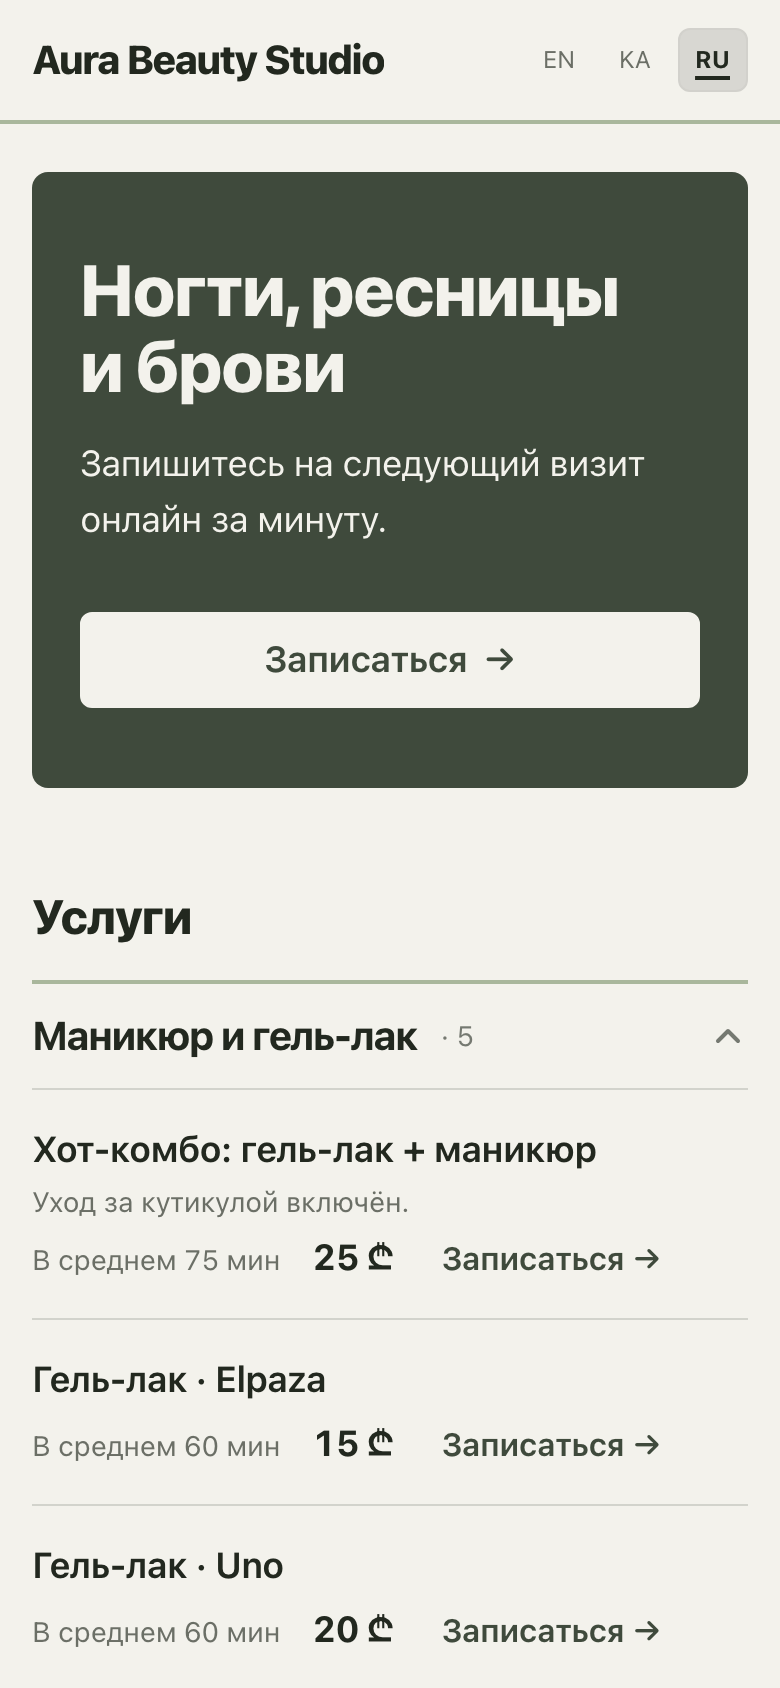 Aura Beauty Studio
EN KA RU
Ногти, ресницы
и брови
Запишитесь на следующий визит
онлайн за минуту.
Записаться →
Услуги
Маникюр и гель-лак · 5
Хот-комбо: гель-лак + маникюр
Уход за кутикулой включён.
В среднем 75 мин 25 ₾ Записаться →
Гель-лак · Elpaza
В среднем 60 мин 15 ₾ Записаться →
Гель-лак · Uno
В среднем 60 мин 20 ₾ Записаться →